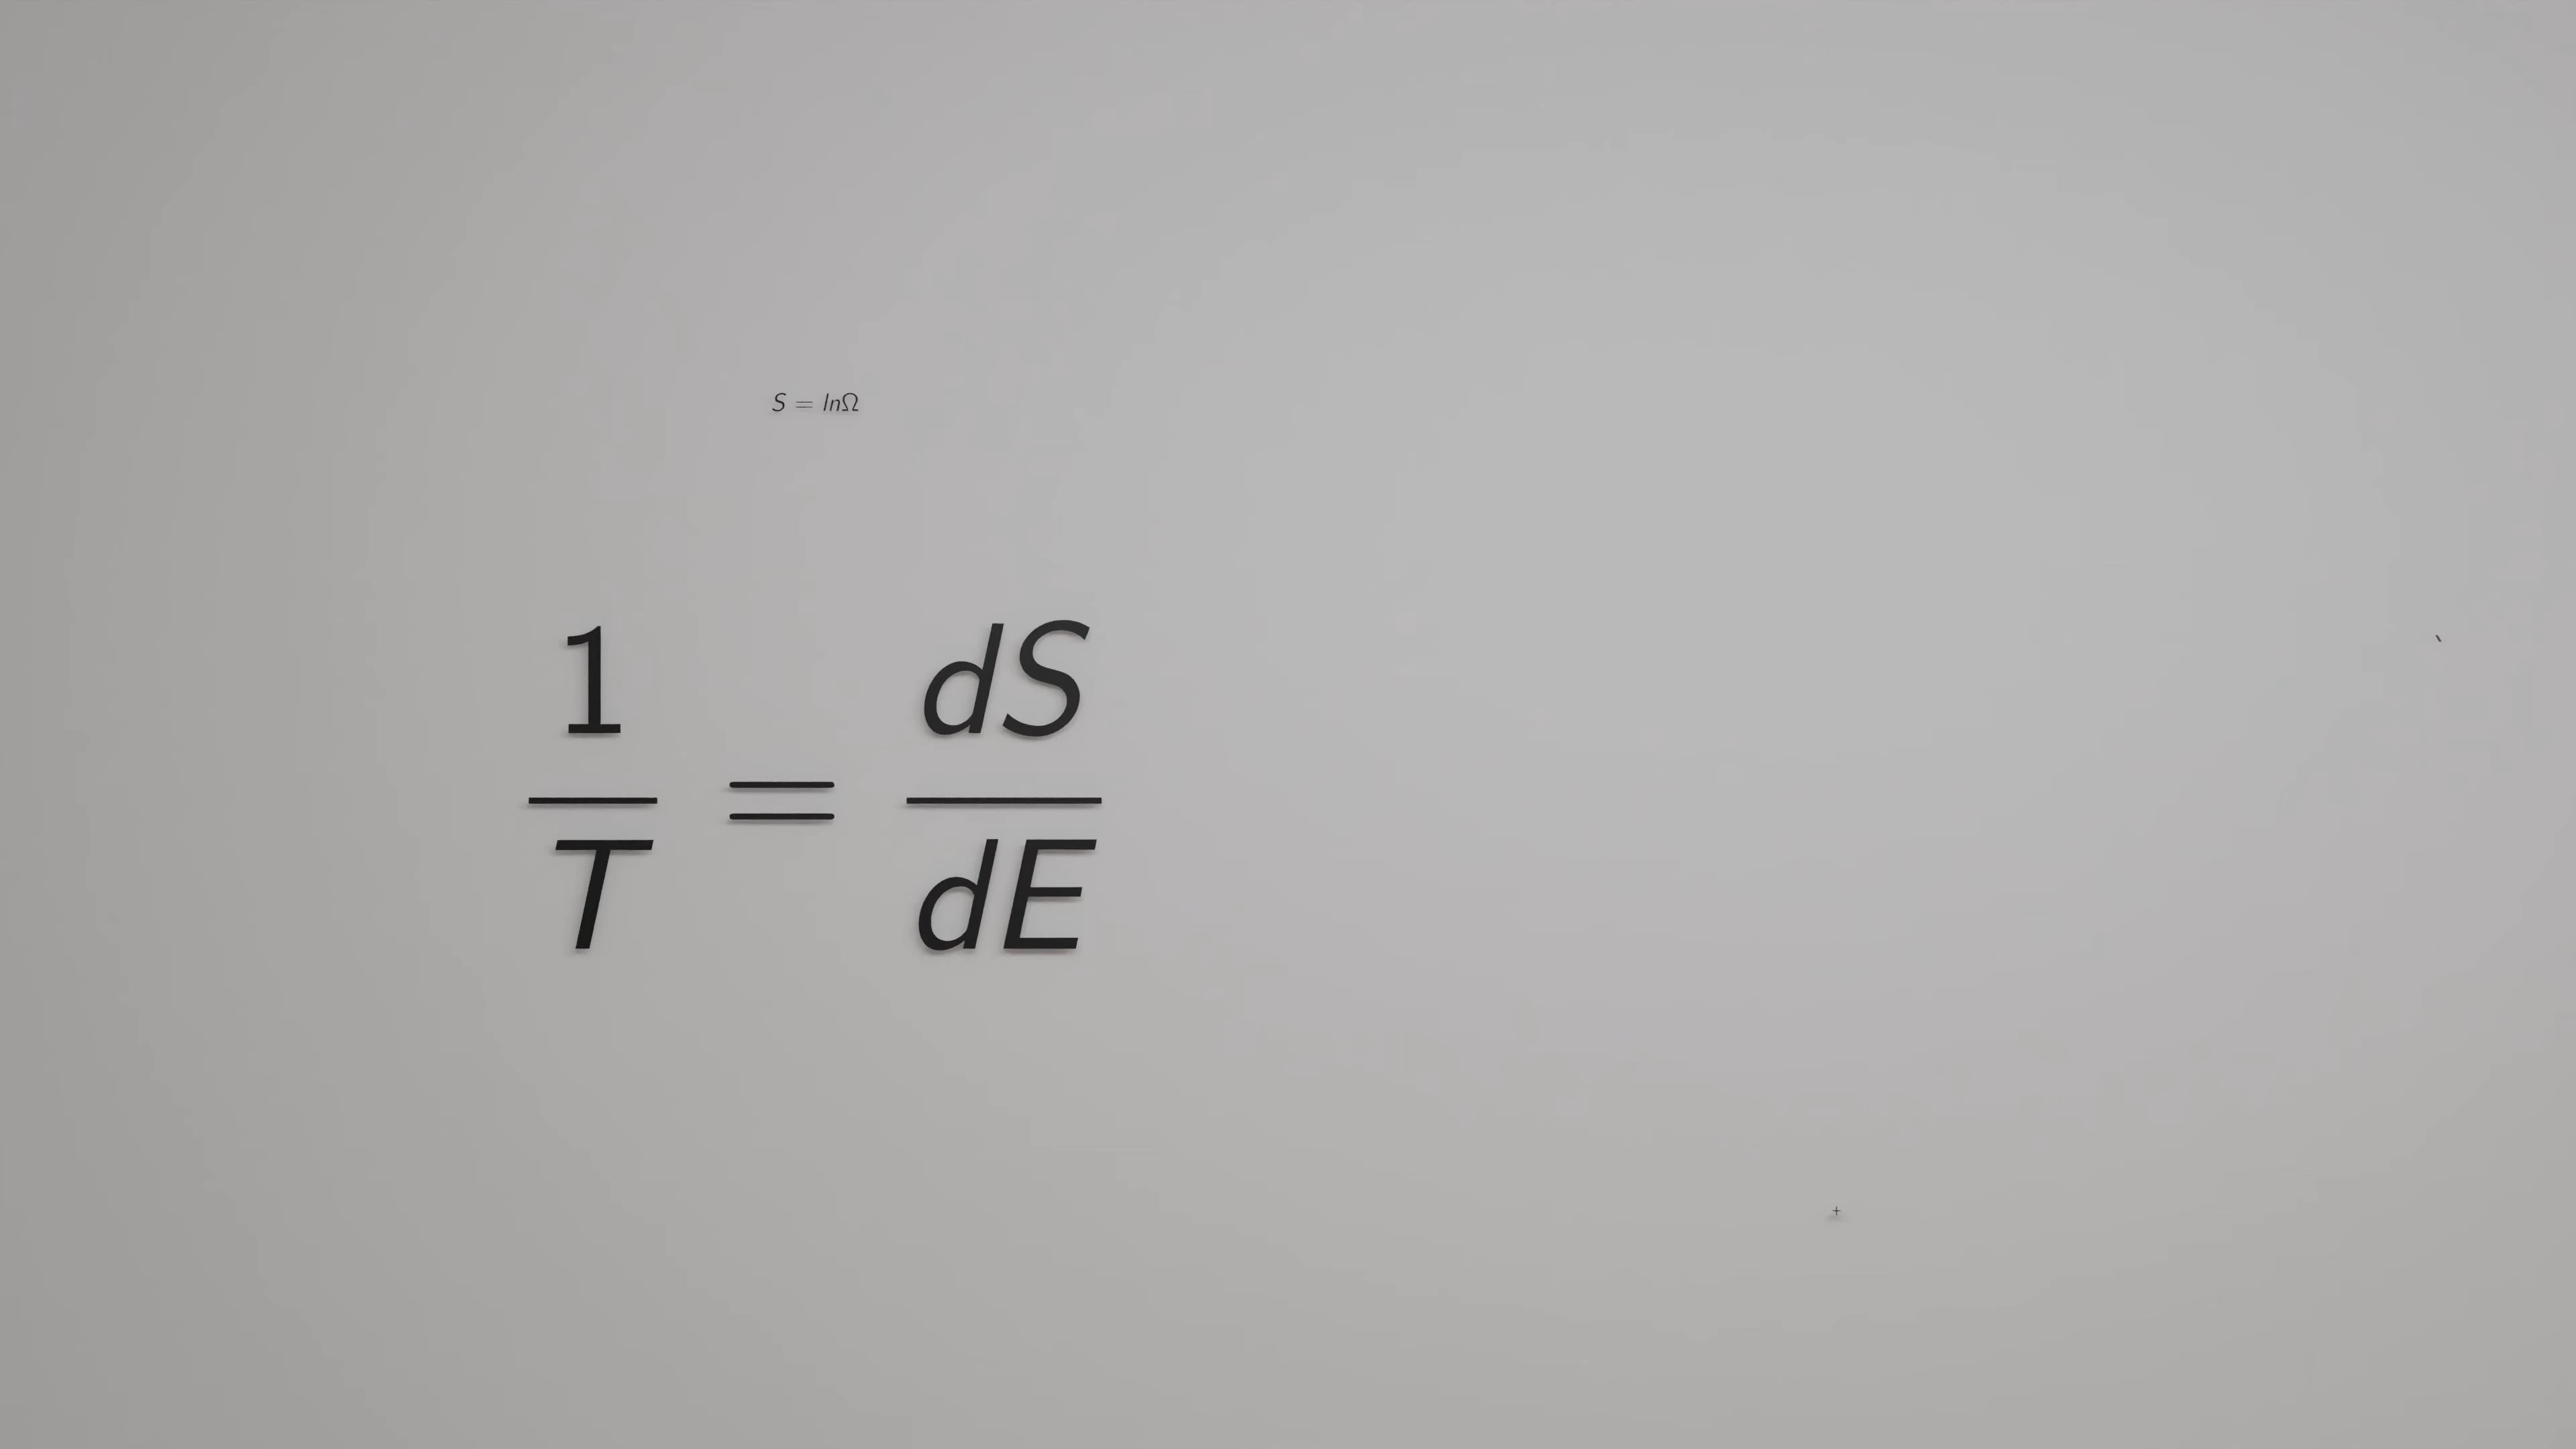 S = lnΩ
1/T = dS/dE
+